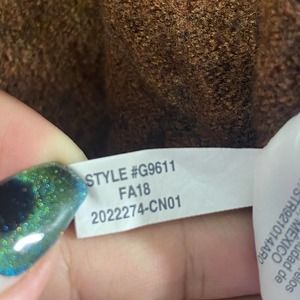 STYLE #G9611
FA18
2022274-CN01
MEXICO